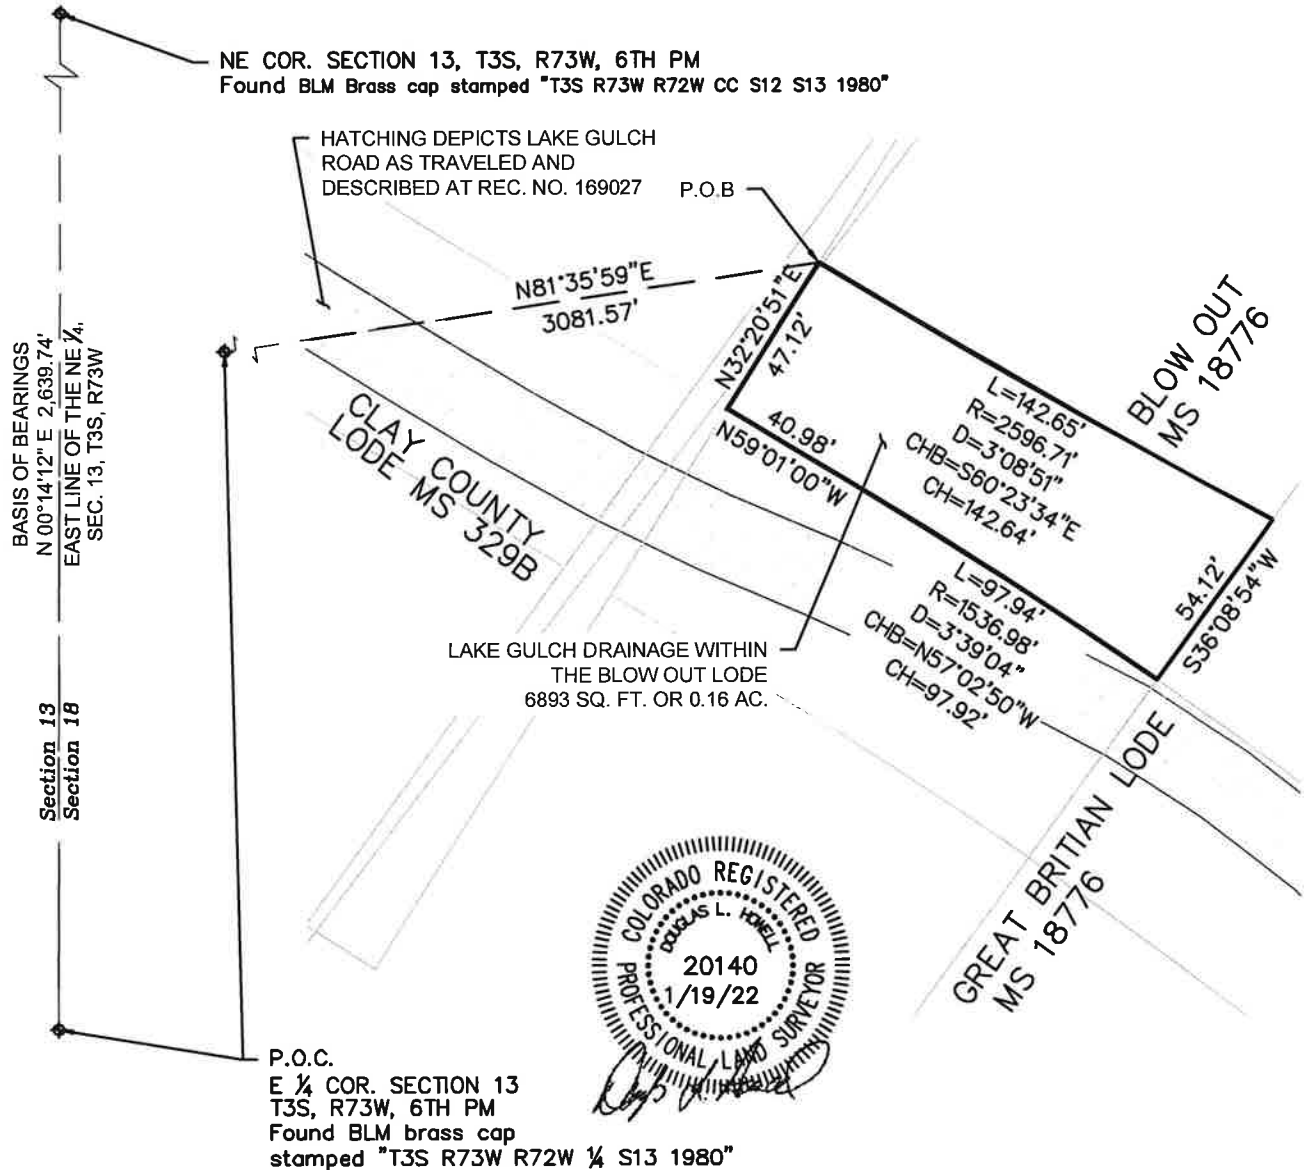 NE COR. SECTION 13, T3S, R73W, 6TH PM
Found BLM Brass cap stamped "T3S R73W R72W CC S12 S13 1980"
HATCHING DEPICTS LAKE GULCH
ROAD AS TRAVELED AND
DESCRIBED AT REC. NO. 169027
P.O.B
N81°35'59"E
3081.57'
N32°20'51"E
47.12'
BLOW OUT
MS 18776
L=142.65'
R=2596.71'
D=3°08'51"
CHB=S60°23'34"E
CH=142.64'
40.98'
N59°01'00"W
54.12'
S36°08'54"W
BASIS OF BEARINGS
N 00°14'12" E 2,639.74'
EAST LINE OF THE NE ¼,
SEC. 13, T3S, R73W
CLAY COUNTY
LODE MS 329B
L=97.94'
R=1536.98'
D=3°39'04"
CHB=N57°02'50"W
CH=97.92'
LAKE GULCH DRAINAGE WITHIN
THE BLOW OUT LODE
6893 SQ. FT. OR 0.16 AC.
Section 13
Section 18
GREAT BRITIAN LODE
MS 18776
COLORADO REGISTERED
DOUGLAS L. HOWELL
20140
1/19/22
PROFESSIONAL LAND SURVEYOR
P.O.C.
E ¼ COR. SECTION 13
T3S, R73W, 6TH PM
Found BLM brass cap
stamped "T3S R73W R72W ¼ S13 1980"